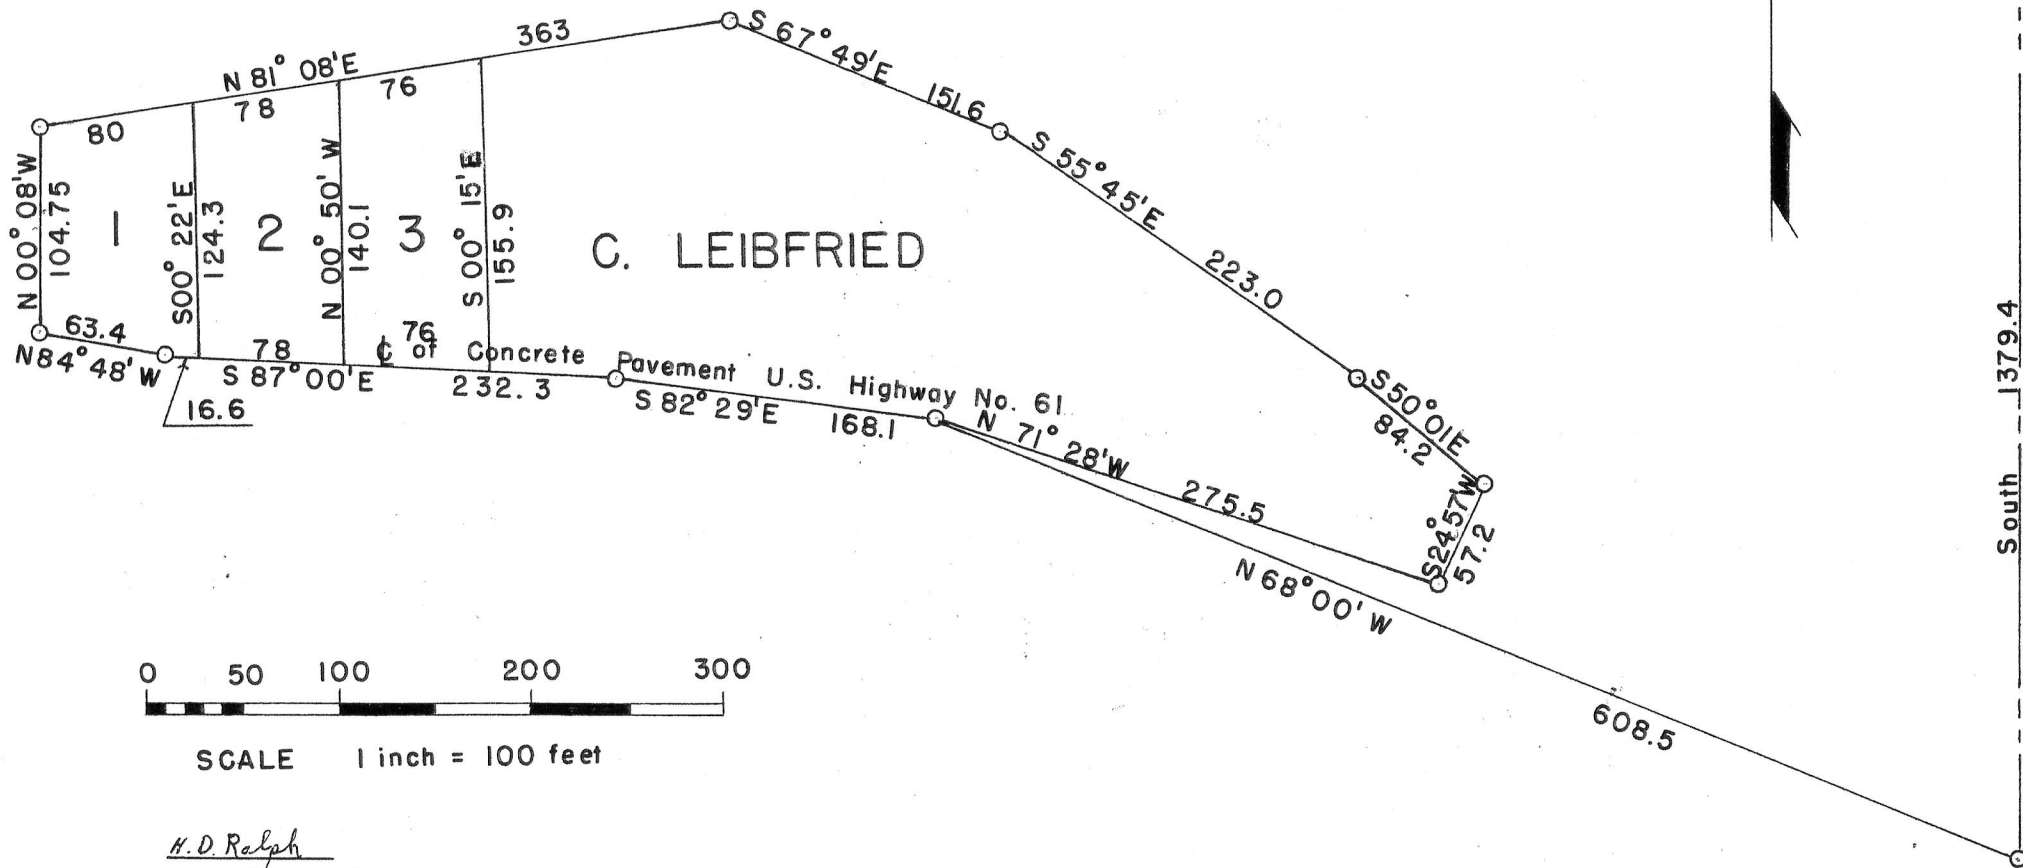 363
N 81° 08'E
80
78
76
S 67° 49'E
151.6
S 55° 45'E
223.0
S 50° 01E
84.2
S24° 57'W
57.2
N 00° 08'W
104.75
1
S00° 22'E
124.3
2
N 00° 50' W
140.1
3
S 00° 15'E
155.9
C. LEIBFRIED
63.4
N84° 48' W
16.6
78
S 87° 00'E
76
232.3
℄ of Concrete Pavement U.S. Highway No. 61
S 82° 29'E
168.1
N 71° 28'W
275.5
N 68° 00' W
608.5
South 1379.4
0 50 100 200 300
SCALE 1 inch = 100 feet
H.D. Ralph